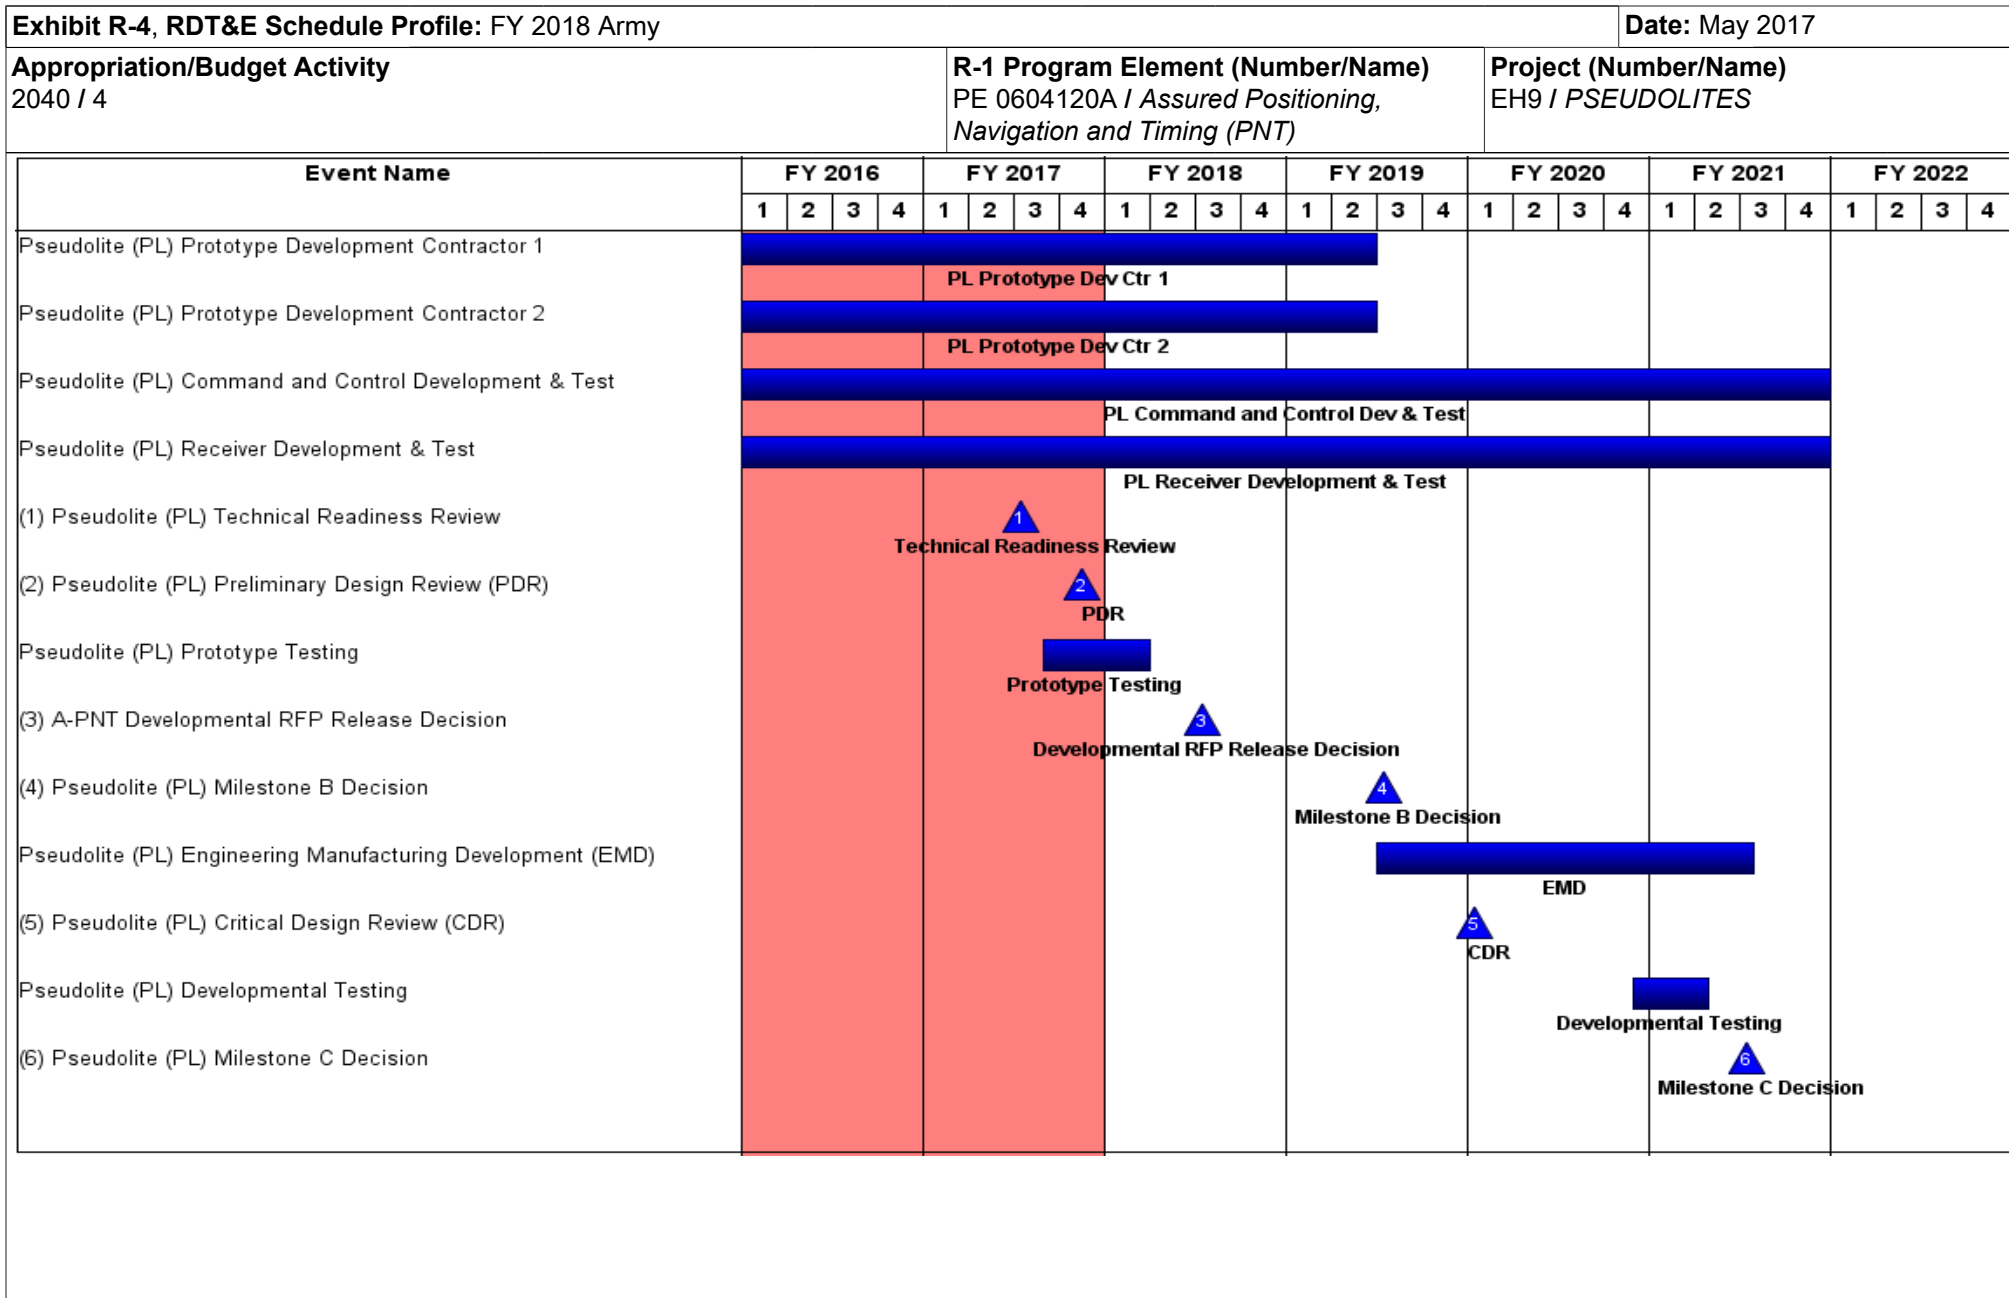 Exhibit R-4, RDT&E Schedule Profile: FY 2018 Army
Date: May 2017
Appropriation/Budget Activity
2040 / 4
R-1 Program Element (Number/Name)
PE 0604120A / Assured Positioning,
Navigation and Timing (PNT)
Project (Number/Name)
EH9 / PSEUDOLITES
Event Name FY 2016 FY 2017 FY 2018 FY 2019 FY 2020 FY 2021 FY 2022
1 2 3 4 1 2 3 4 1 2 3 4 1 2 3 4 1 2 3 4 1 2 3 4 1 2 3 4
Pseudolite (PL) Prototype Development Contractor 1
PL Prototype Dev Ctr 1
Pseudolite (PL) Prototype Development Contractor 2
PL Prototype Dev Ctr 2
Pseudolite (PL) Command and Control Development & Test
PL Command and Control Dev & Test
Pseudolite (PL) Receiver Development & Test
PL Receiver Development & Test
(1) Pseudolite (PL) Technical Readiness Review
1
Technical Readiness Review
(2) Pseudolite (PL) Preliminary Design Review (PDR)
2
PDR
Pseudolite (PL) Prototype Testing
Prototype Testing
(3) A-PNT Developmental RFP Release Decision
3
Developmental RFP Release Decision
(4) Pseudolite (PL) Milestone B Decision
4
Milestone B Decision
Pseudolite (PL) Engineering Manufacturing Development (EMD)
EMD
(5) Pseudolite (PL) Critical Design Review (CDR)
5
CDR
Pseudolite (PL) Developmental Testing
Developmental Testing
(6) Pseudolite (PL) Milestone C Decision
6
Milestone C Decision